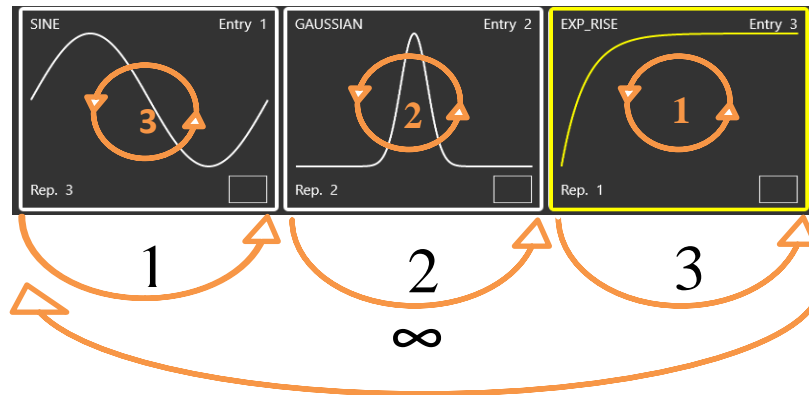 SINE Entry 1
3
Rep. 3
GAUSSIAN Entry 2
2
Rep. 2
EXP_RISE Entry 3
1
Rep. 1
1 2 3
∞